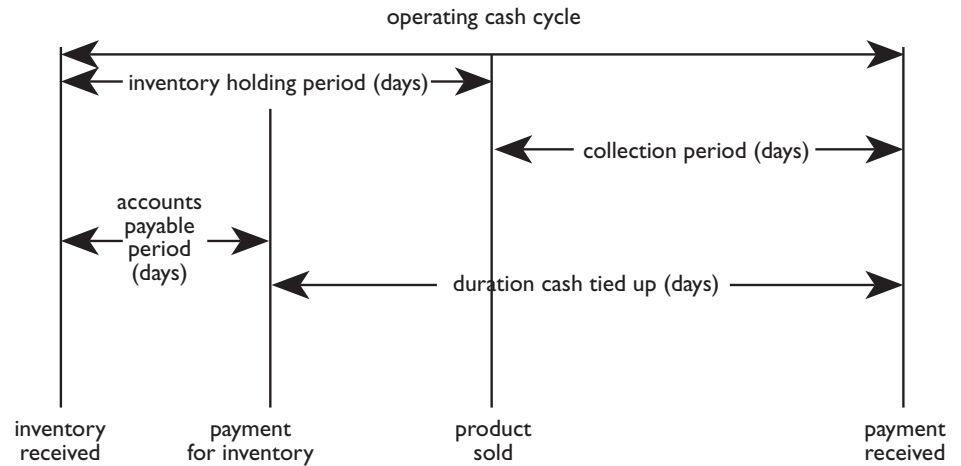 operating cash cycle
inventory holding period (days)
collection period (days)
accounts
payable
period
(days)
duration cash tied up (days)
inventory
received
payment
for inventory
product
sold
payment
received